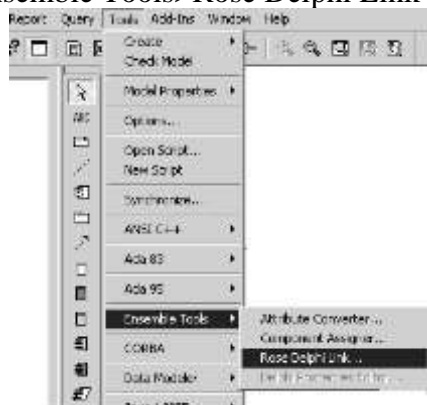 Ensemble Tools> Rose Delphi Link
Report Query Tools Add-Ins Window Help
Create
Check Model
Model Properties
ABC
Options...
Open Script...
New Script
Synchronize...
ANSI C++
Ada 83
Ada 95
Ensemble Tools
Attribute Converter...
Component Assigner...
CORBA
Rose Delphi Link...
Data Modeler